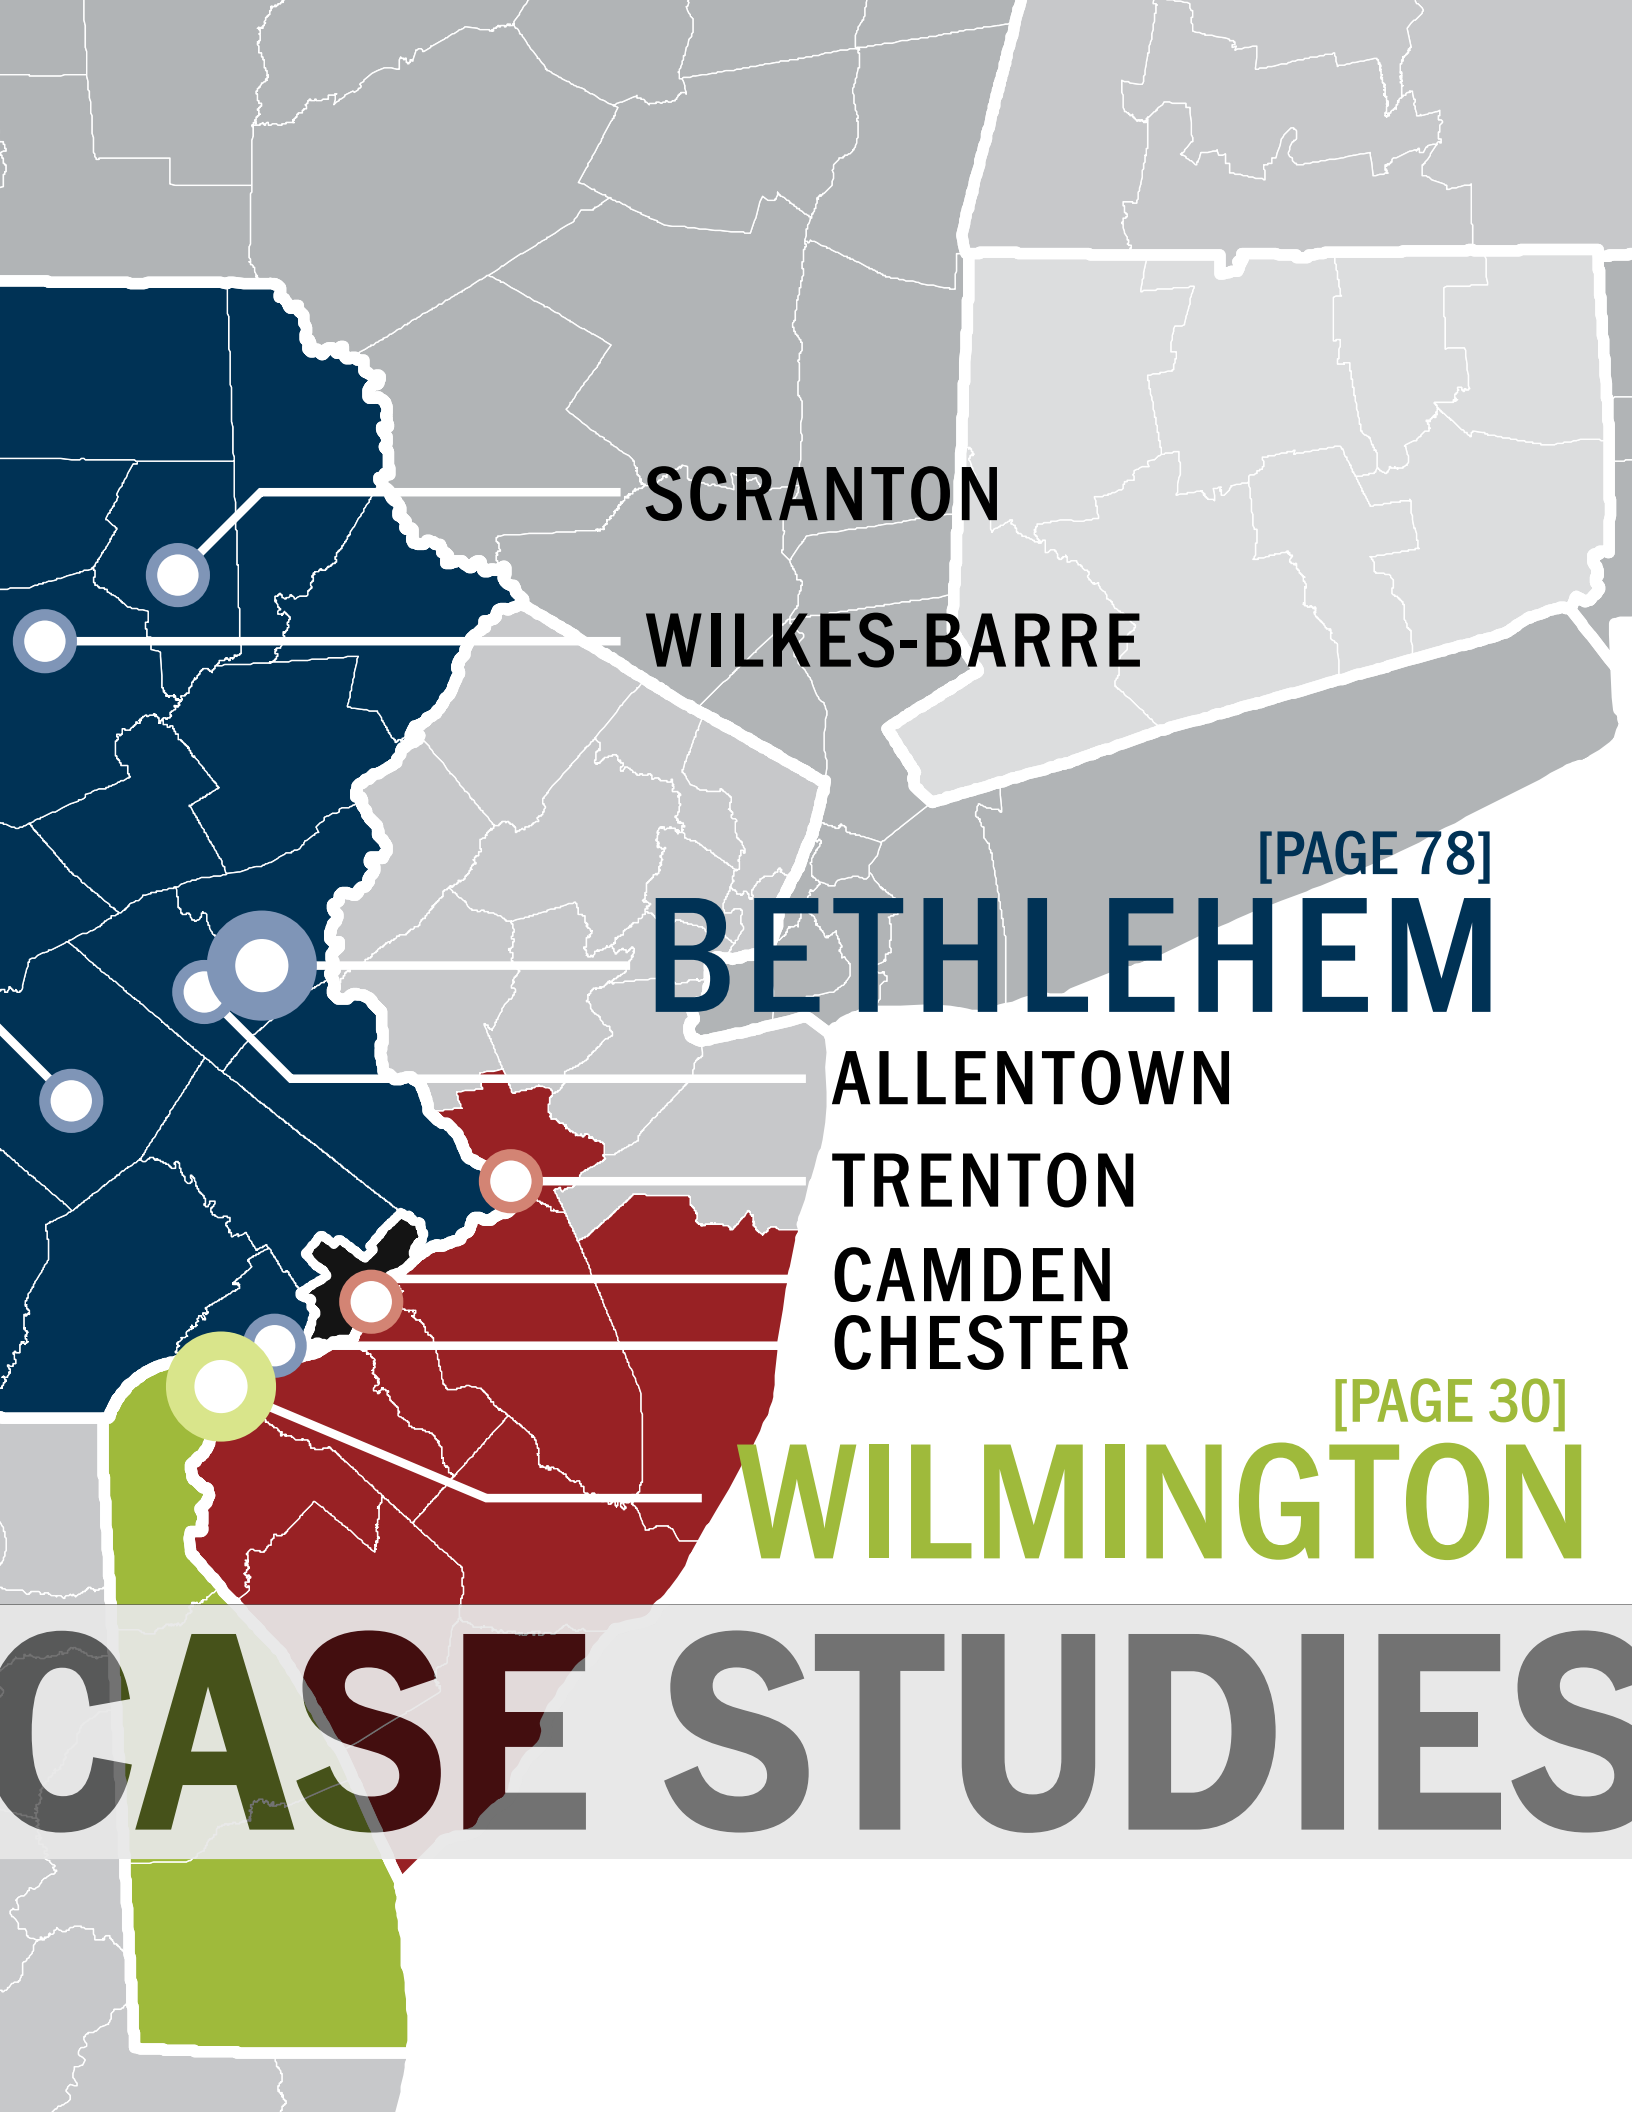 SCRANTON
WILKES-BARRE
[PAGE 78]
BETHLEHEM
ALLENTOWN
TRENTON
CAMDEN
CHESTER
[PAGE 30]
WILMINGTON
CASE STUDIES